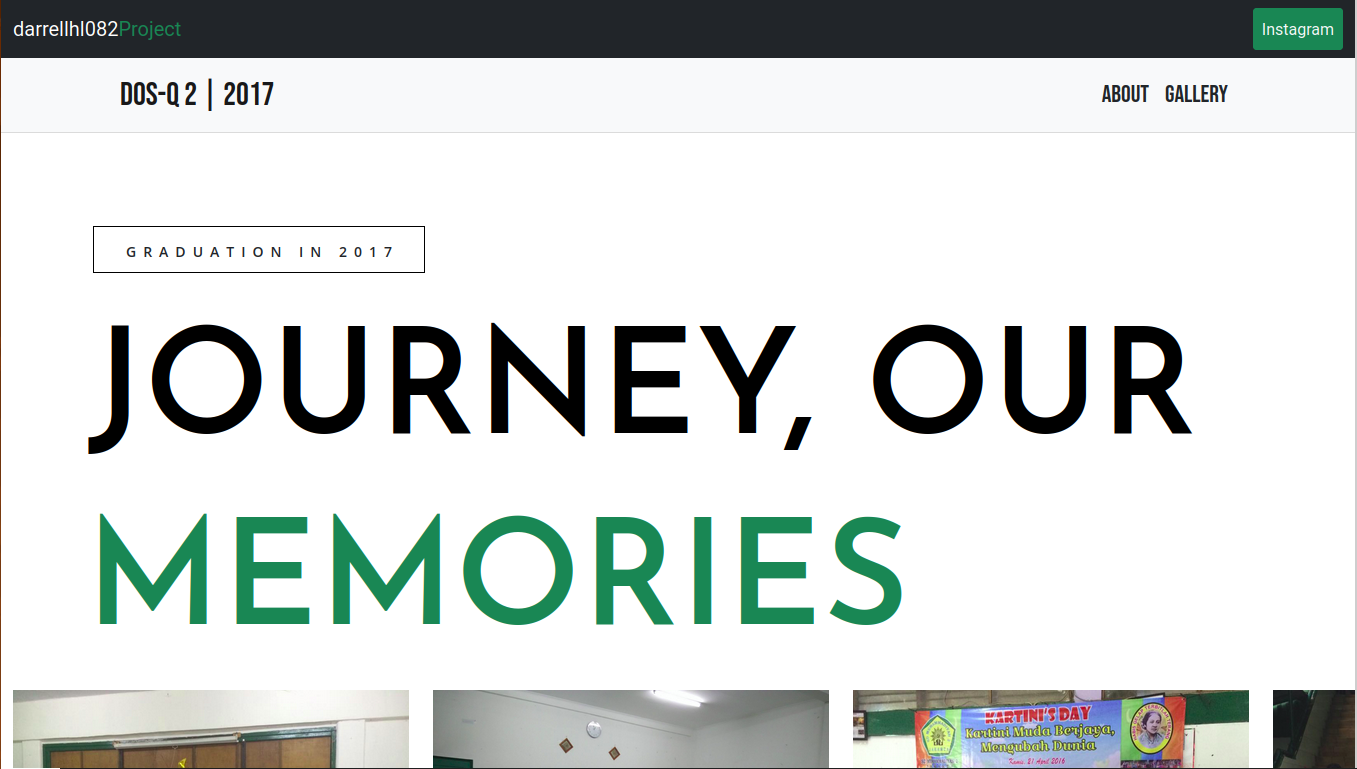 darrellhl082Project
Instagram
DOS-Q 2 | 2017
ABOUT GALLERY
GRADUATION IN 2017
JOURNEY, OUR
MEMORIES
KARTINI'S DAY
Kartini Muda Berjaya,
Mengubah Dunia
Kamis, 21 April 2016